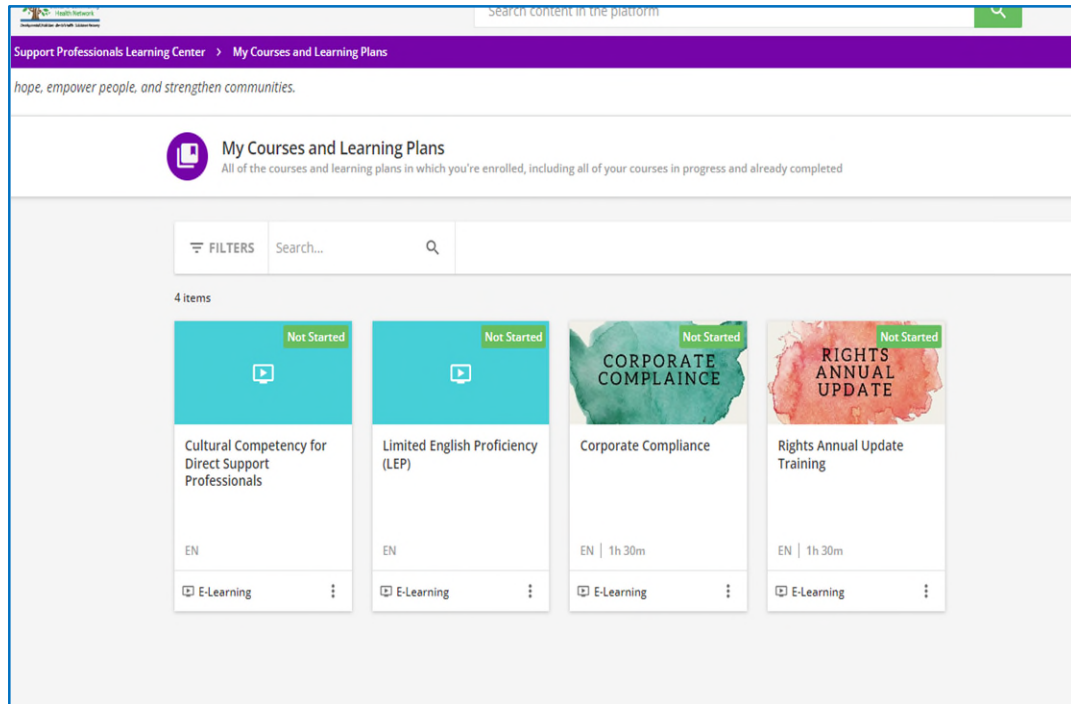 Health Network
Search content in the platform
Support Professionals Learning Center > My Courses and Learning Plans
hope, empower people, and strengthen communities.
My Courses and Learning Plans
All of the courses and learning plans in which you're enrolled, including all of your courses in progress and already completed
FILTERS Search...
4 items
Not Started
Not Started
Not Started
Not Started
CORPORATE
COMPLAINCE
RIGHTS
ANNUAL
UPDATE
Cultural Competency for
Direct Support
Professionals
Limited English Proficiency
(LEP)
Corporate Compliance
Rights Annual Update
Training
EN
EN
EN | 1h 30m
EN | 1h 30m
E-Learning
E-Learning
E-Learning
E-Learning